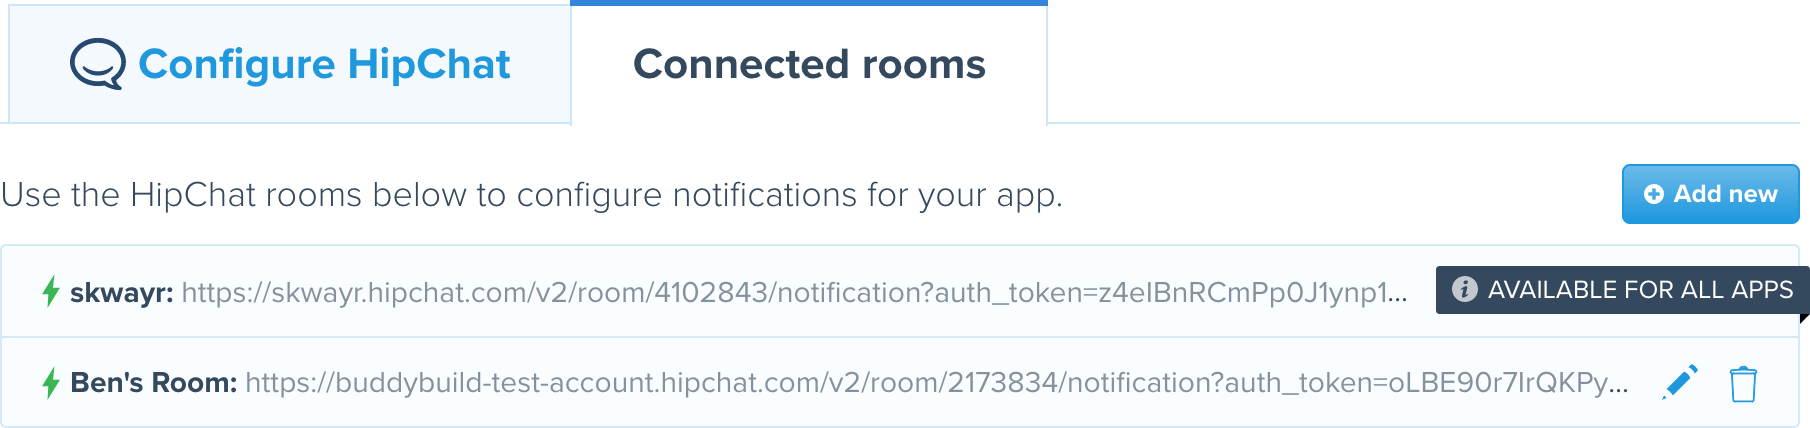 Configure HipChat
Connected rooms
Use the HipChat rooms below to configure notifications for your app.
Add new
skwayr: https://skwayr.hipchat.com/v2/room/4102843/notification?auth_token=z4eIBnRCmPp0J1ynp1...
AVAILABLE FOR ALL APPS
Ben's Room: https://buddybuild-test-account.hipchat.com/v2/room/2173834/notification?auth_token=oLBE90r7IrQKPy...